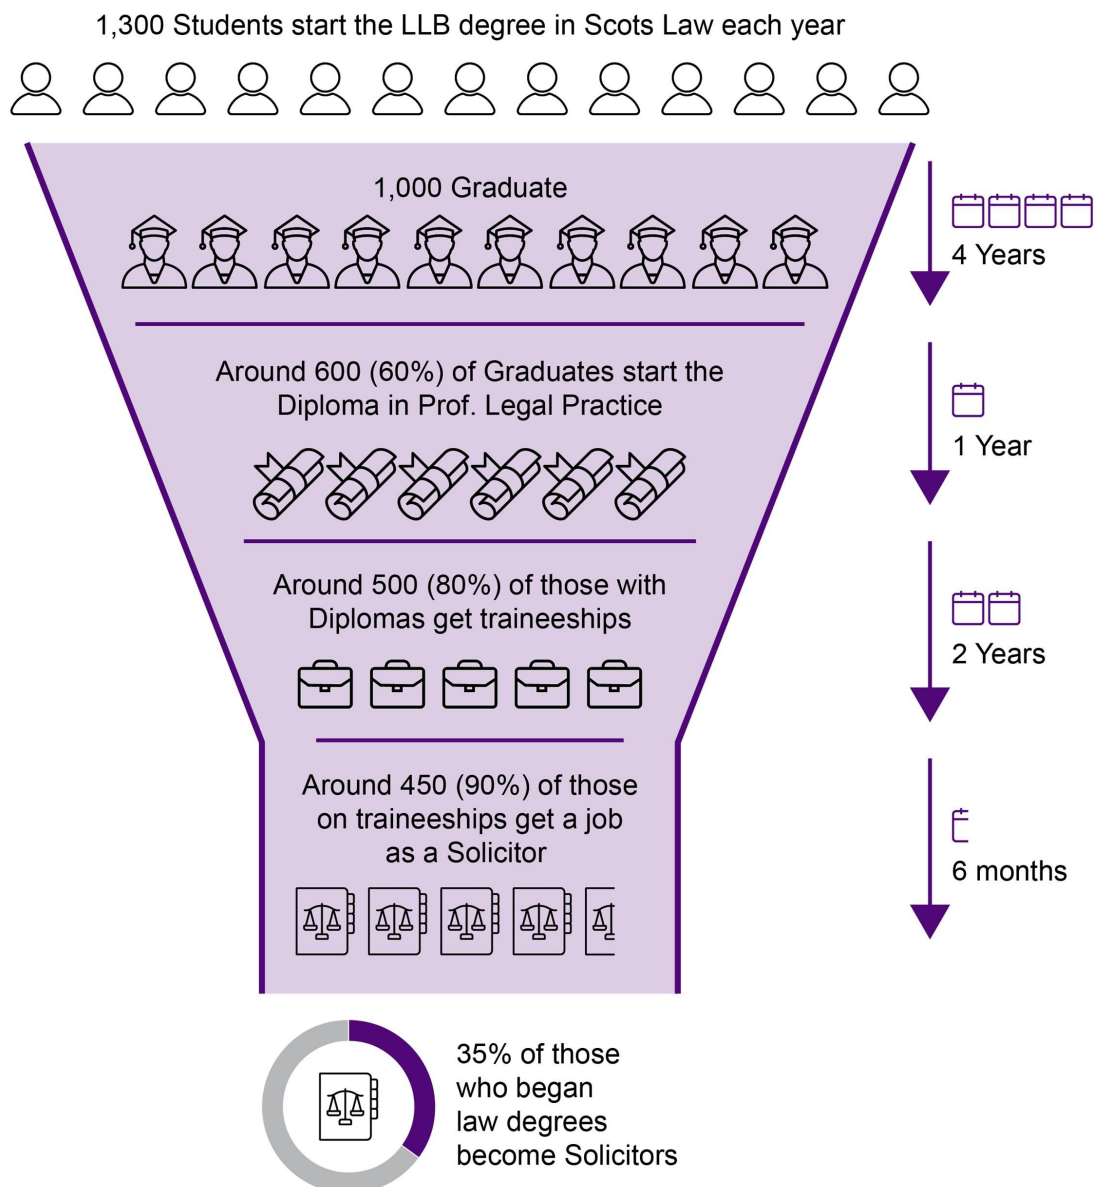 1,300 Students start the LLB degree in Scots Law each year
1,000 Graduate
4 Years
Around 600 (60%) of Graduates start the
Diploma in Prof. Legal Practice
1 Year
Around 500 (80%) of those with
Diplomas get traineeships
2 Years
Around 450 (90%) of those
on traineeships get a job
as a Solicitor
6 months
35% of those
who began
law degrees
become Solicitors